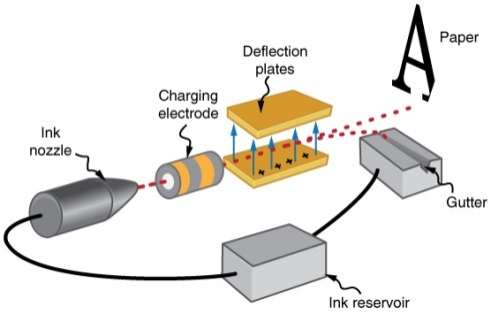 A
Paper
Deflection
plates
Charging
electrode
Ink
nozzle
+ + + + +
Gutter
Ink reservoir